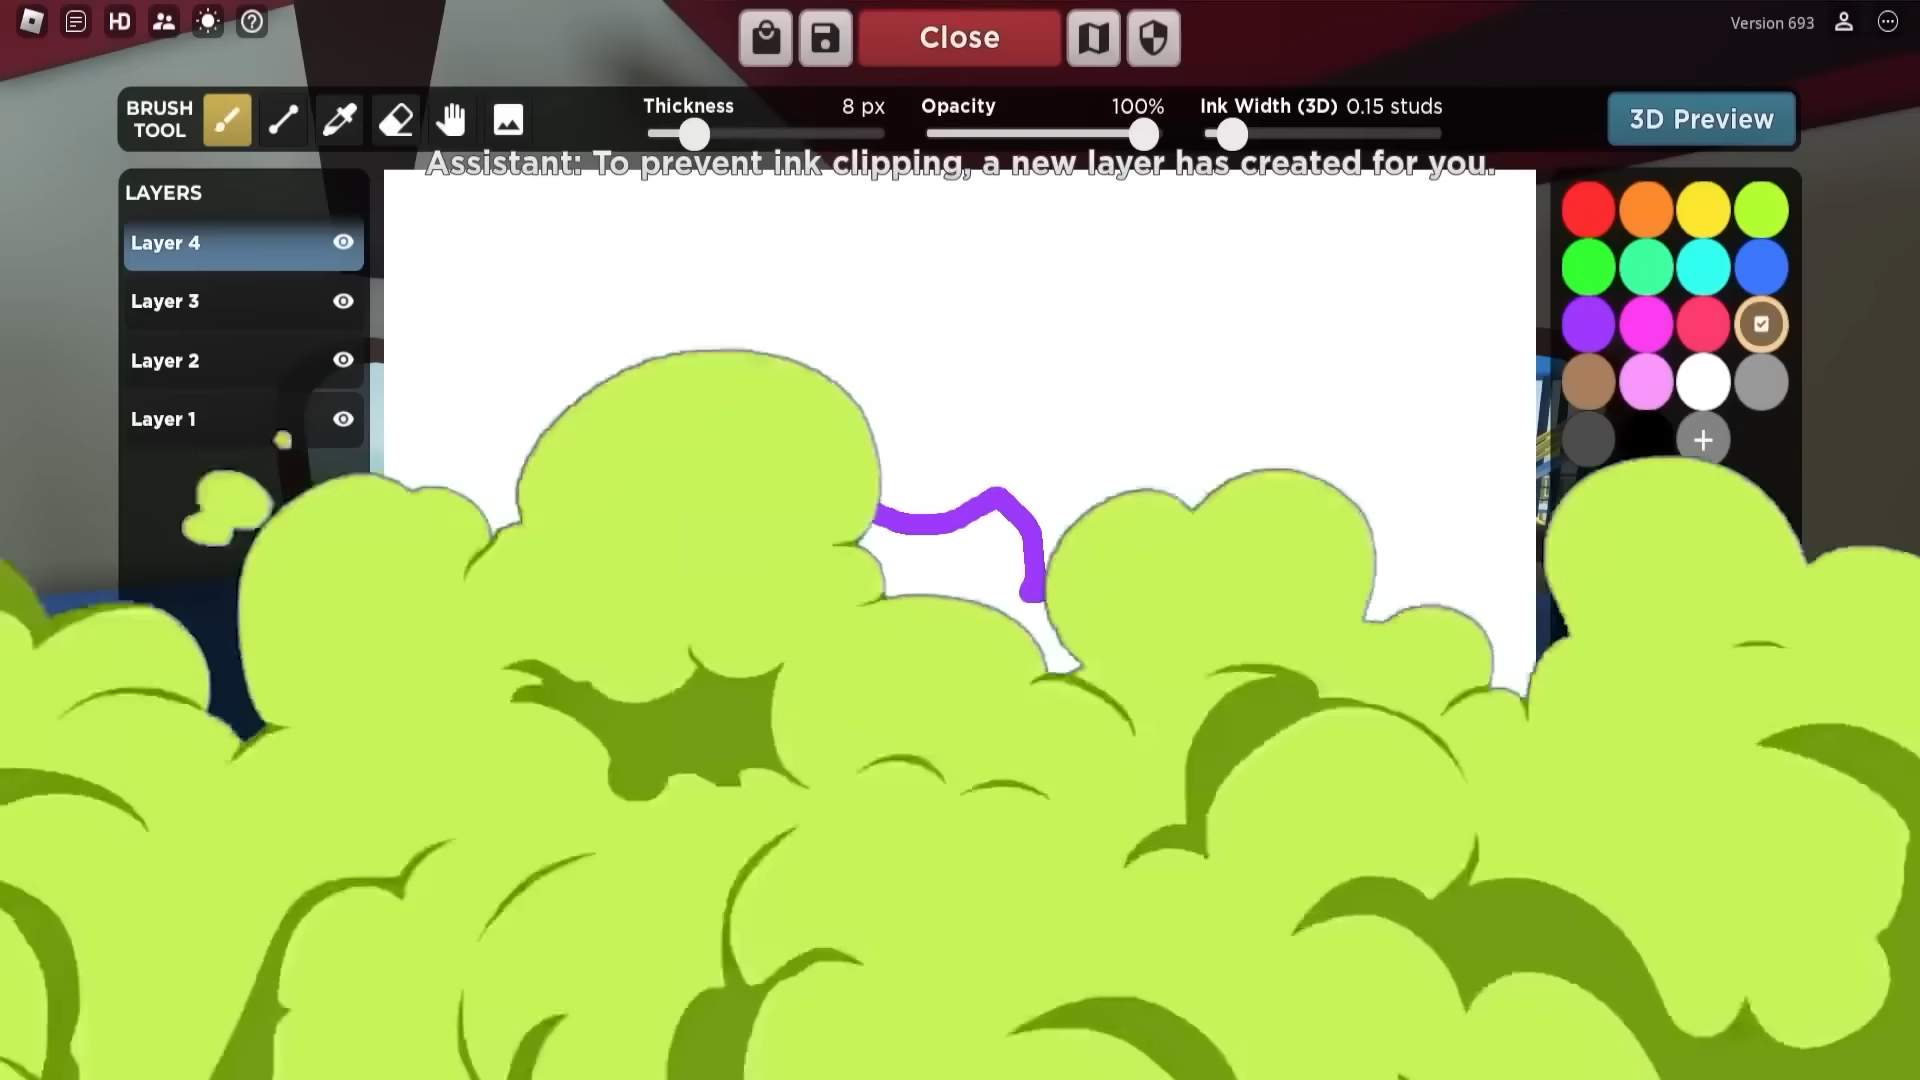 HD
Close
Version 693
BRUSH
TOOL
Thickness
8 px
Opacity
100%
Ink Width (3D) 0.15 studs
3D Preview
Assistant: To prevent ink clipping, a new layer has created for you.
LAYERS
Layer 4
Layer 3
Layer 2
Layer 1